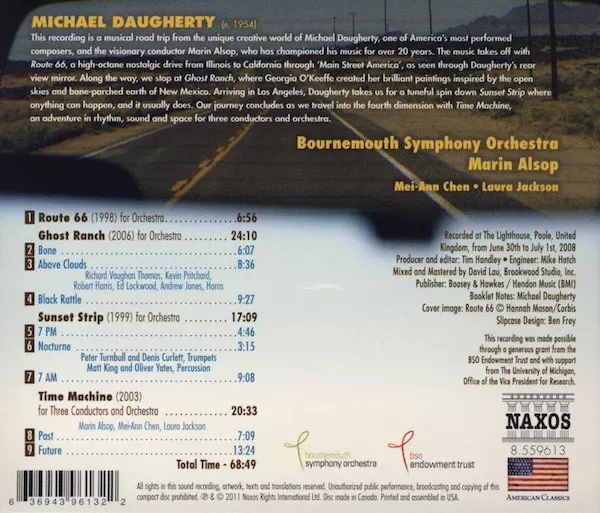 MICHAEL DAUGHERTY (b. 1954)
This recording is a musical road trip from the unique creative world of Michael Daugherty, one of America's most performed
composers, and the visionary conductor Marin Alsop, who has championed his music for over 20 years. The music takes off with
Route 66, a high-octane nostalgic drive from Illinois to California through 'Main Street America', as seen through Daugherty's rear
view mirror. Along the way, we stop at Ghost Ranch, where Georgia O'Keeffe created her brilliant paintings inspired by the open
skies and bone-parched earth of New Mexico. Arriving in Los Angeles, Daugherty takes us for a tuneful spin down Sunset Strip where
anything can happen, and it usually does. Our journey concludes as we travel into the fourth dimension with Time Machine,
an adventure in rhythm, sound and space for three conductors and orchestra.
Bournemouth Symphony Orchestra
Marin Alsop
Mei-Ann Chen • Laura Jackson
1 Route 66 (1998) for Orchestra 6:56
Ghost Ranch (2006) for Orchestra 24:10
2 Bone 6:07
3 Above Clouds 8:36
Richard Vaughan Thomas, Kevin Pritchard,
Robert Harris, Ed Lockwood, Andrew Jones, Horns
4 Black Rattle 9:27
Sunset Strip (1999) for Orchestra 17:09
5 7 PM 4:46
6 Nocturne 3:15
Peter Turnbull and Denis Curlett, Trumpets
Matt King and Oliver Yates, Percussion
7 7 AM 9:08
Time Machine (2003)
for Three Conductors and Orchestra 20:33
Marin Alsop, Mei-Ann Chen, Laura Jackson
8 Past 7:09
9 Future 13:24
Total Time - 68:49
Recorded at The Lighthouse, Poole, United
Kingdom, from June 30th to July 1st, 2008
Producer and editor: Tim Handley • Engineer: Mike Hatch
Mixed and Mastered by David Lau, Brookwood Studio, Inc.
Publisher: Boosey & Hawkes / Hendon Music (BMI)
Booklet Notes: Michael Daugherty
Cover image: Route 66 © Hannah Mason/Corbis
Slipcase Design: Ben Frey
This recording was made possible
through a generous grant from the
BSO Endowment Trust and with support
from The University of Michigan,
Office of the Vice President for Research.
bournemouth
symphony orchestra
bso
endowment trust
NAXOS
8.559613
AMERICAN CLASSICS
6 36943 96132 2
All rights in this sound recording, artwork, texts and translations reserved. Unauthorized public performance, broadcasting and copying of this
compact disc prohibited. ℗ & © 2011 Naxos Rights International Ltd. Disc made in Canada. Printed and assembled in USA.